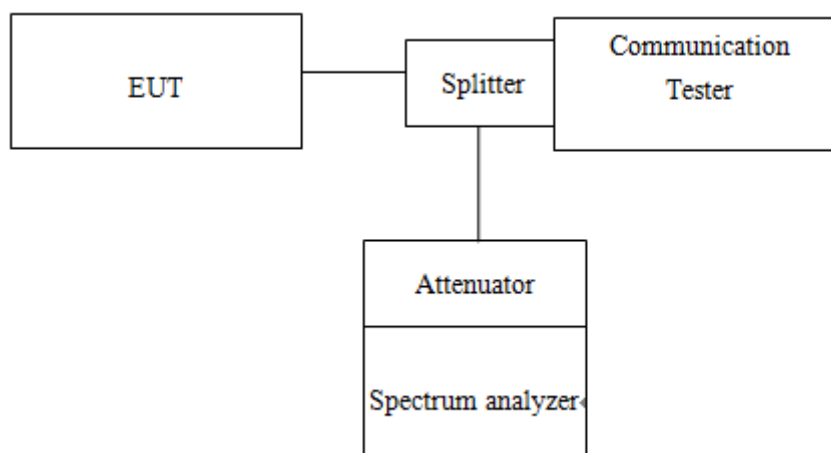 EUT
Splitter
Communication
Tester
Attenuator
Spectrum analyzer